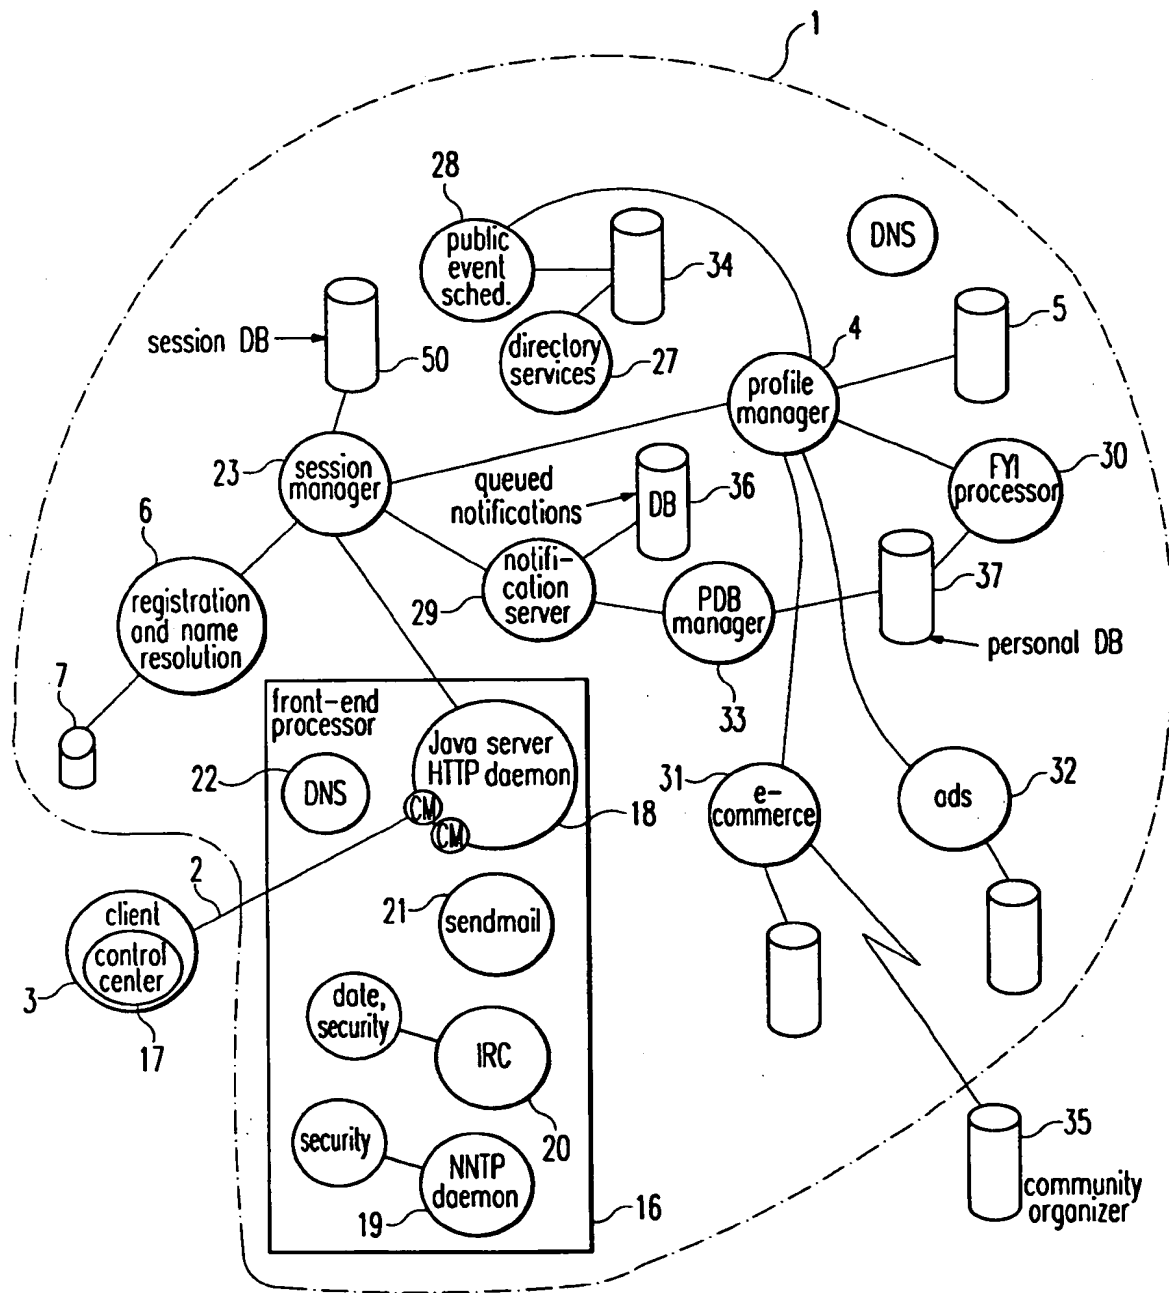 1
28
public
event
sched.
34
DNS
5
session DB
50
directory
services
27
4
profile
manager
23
session
manager
queued
notifications
DB
36
FYI
processor
30
6
registration
and name
resolution
notifi-
cation
server
29
PDB
manager
33
37
personal DB
7
front-end
processor
22
DNS
Java server
HTTP daemon
CM
CM
18
31
e-
commerce
ads
32
2
client
control
center
3
17
21
sendmail
date,
security
IRC
20
security
NNTP
daemon
19
16
35
community
organizer